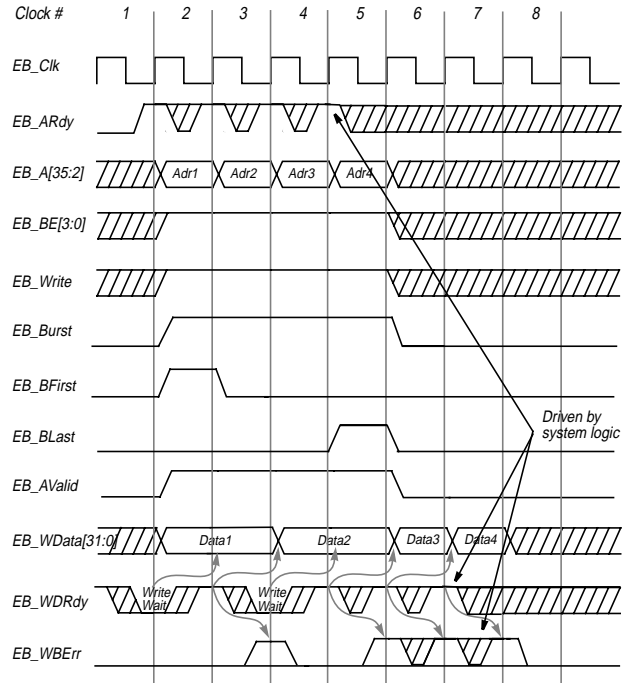 Clock # 1 2 3 4 5 6 7 8
EB_Clk
EB_ARdy
EB_A[35:2] Adr1 Adr2 Adr3 Adr4
EB_BE[3:0]
EB_Write
EB_Burst
EB_BFirst
Driven by
system logic
EB_BLast
EB_AValid
EB_WData[31:0] Data1 Data2 Data3 Data4
EB_WDRdy Write Wait Write Wait
EB_WBErr